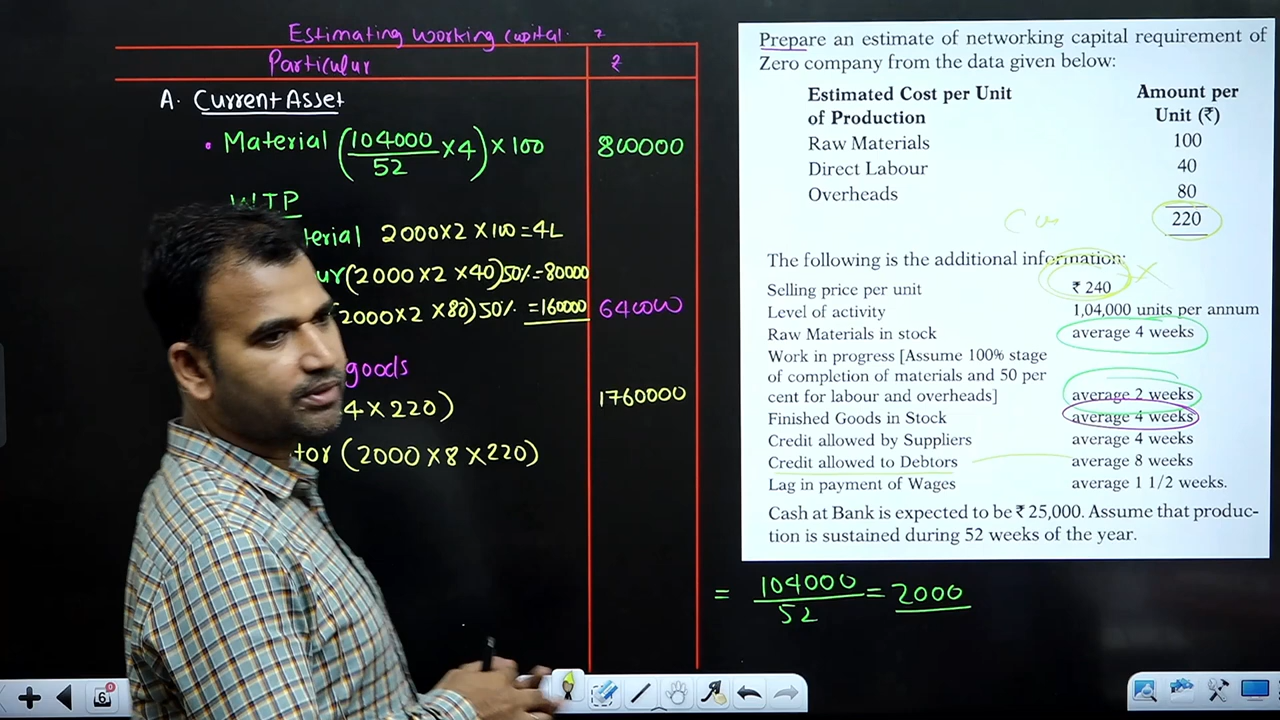 Estimating working capital.
Particular ₹
A. Current Asset
• Material (104000/52 × 4) × 100 800000
WIP
terial 2000×2 ×100 = 4L
ur (2000×2 ×40) 50% = 80000
(2000×2 ×80) 50% = 160000 640000
goods
4 × 220) 1760000
tor (2000×8×220)
Prepare an estimate of networking capital requirement of
Zero company from the data given below:
Estimated Cost per Unit Amount per
of Production Unit (₹)
Raw Materials 100
Direct Labour 40
Overheads 80
220
The following is the additional information:
Selling price per unit ₹ 240
Level of activity 1,04,000 units per annum
Raw Materials in stock average 4 weeks
Work in progress [Assume 100% stage
of completion of materials and 50 per
cent for labour and overheads] average 2 weeks
Finished Goods in Stock average 4 weeks
Credit allowed by Suppliers average 4 weeks
Credit allowed to Debtors average 8 weeks
Lag in payment of Wages average 1 1/2 weeks.
Cash at Bank is expected to be ₹ 25,000. Assume that produc-
tion is sustained during 52 weeks of the year.
= 104000/52 = 2000
6